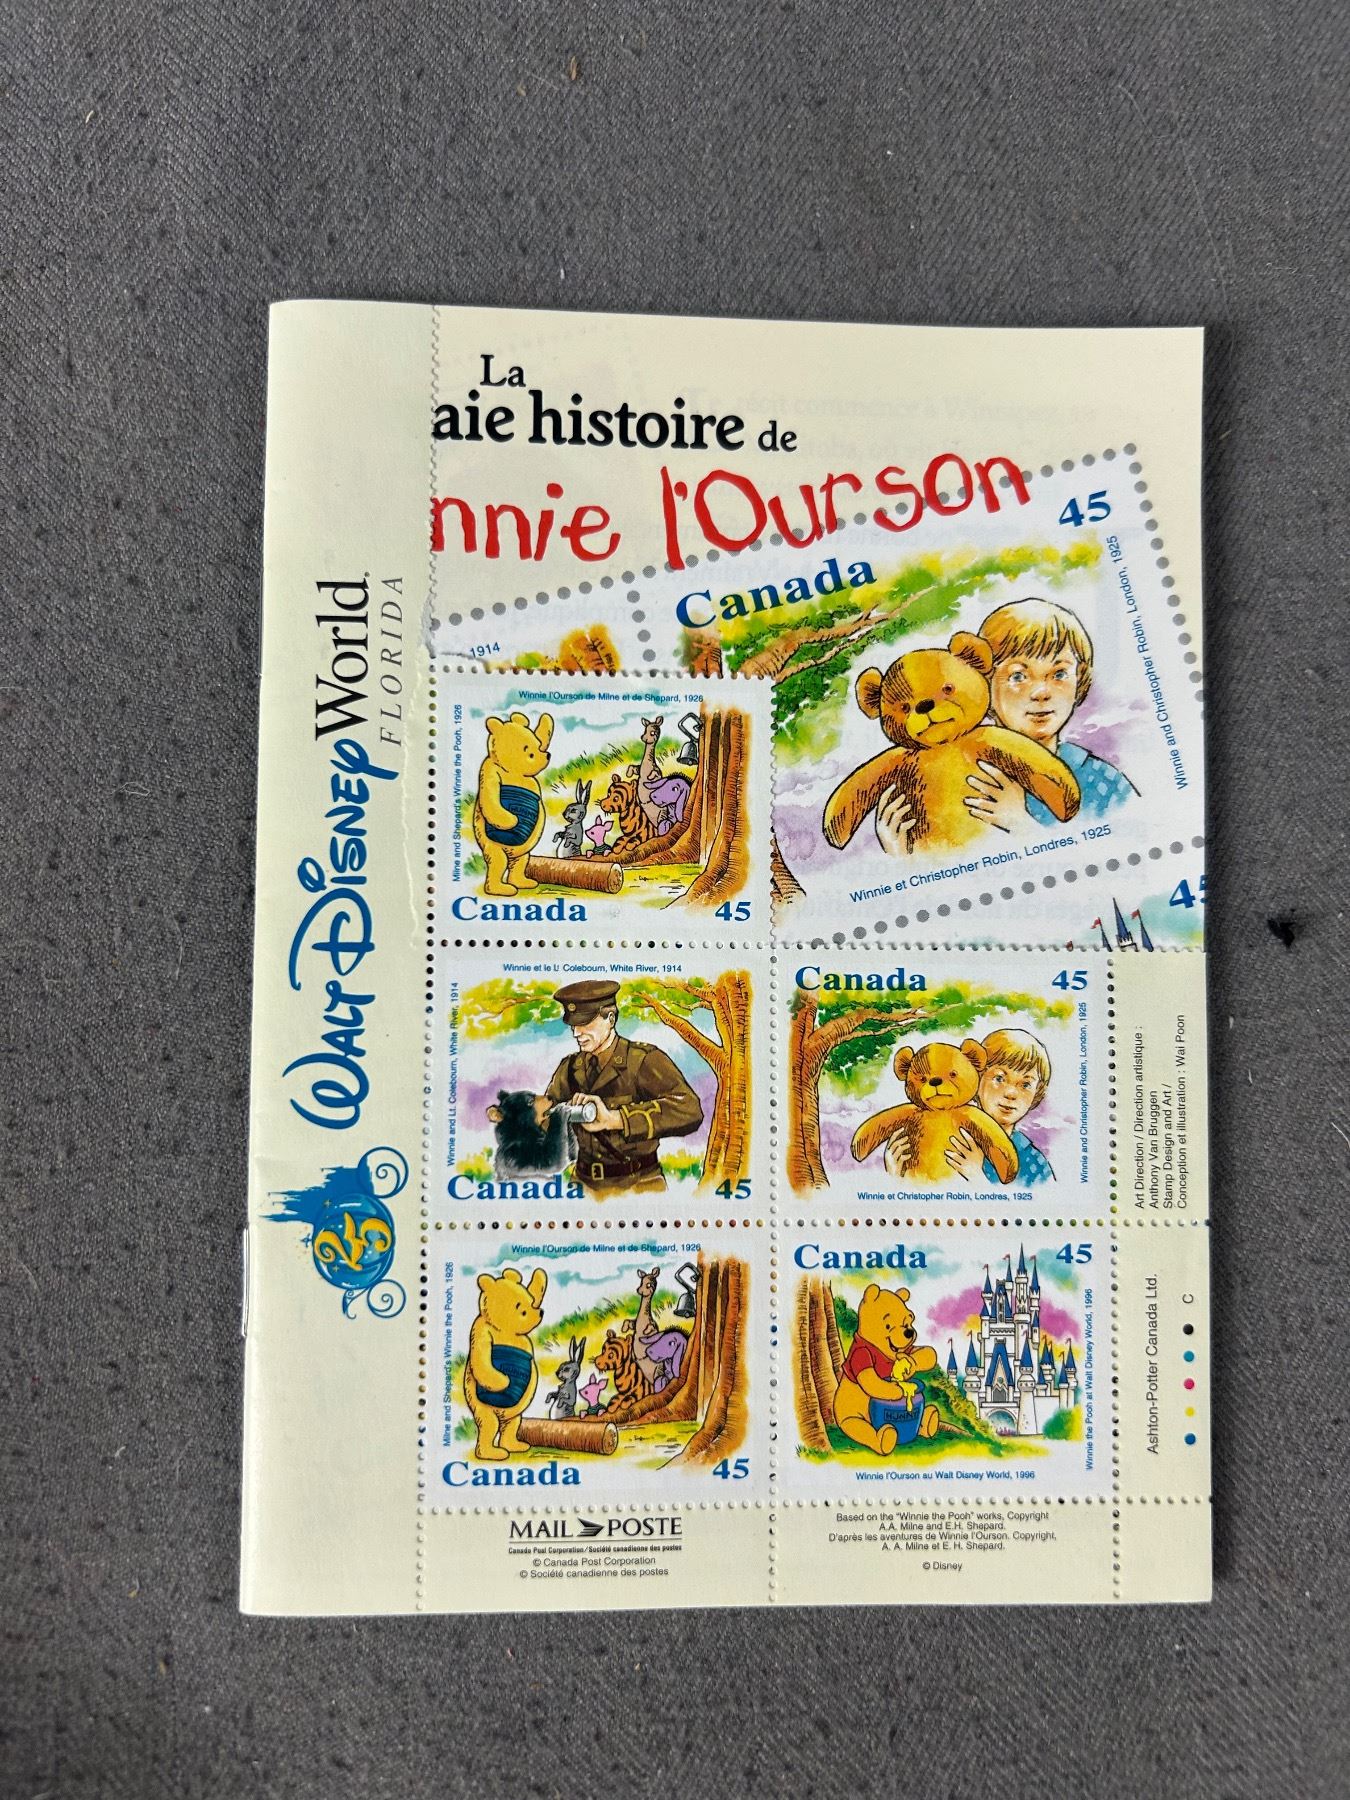 La
aie histoire de
nnie l'Ourson
Canada
45
Winnie and Christopher Robin, London, 1925
Winnie et Christopher Robin, Londres, 1925
1914
45
WALT DISNEY World
FLORIDA
25
Winnie l'Ourson de Milne et de Shepard, 1926
Milne and Shepard's Winnie the Pooh, 1926
Canada 45
Winnie et le Lt Colebourn, White River, 1914
Winnie and Lt. Colebourn, White River, 1914
Canada 45
Canada 45
Winnie and Christopher Robin, London, 1925
Winnie et Christopher Robin, Londres, 1925
Art Direction / Direction artistique :
Anthony Van Bruggen
Stamp Design and Art /
Conception et illustration : Wai Poon
Winnie l'Ourson de Milne et de Shepard, 1926
Milne and Shepard's Winnie the Pooh, 1926
Canada 45
Canada 45
HUNNY
Winnie the Pooh at Walt Disney World, 1996
Winnie l'Ourson au Walt Disney World, 1996
Ashton-Potter Canada Ltd.
C
MAIL POSTE
Canada Post Corporation / Société canadienne des postes
© Canada Post Corporation
© Société canadienne des postes
Based on the "Winnie the Pooh" works, Copyright
A.A. Milne and E.H. Shepard.
D'après les aventures de Winnie l'Ourson. Copyright,
A. A. Milne et E. H. Shepard.
© Disney